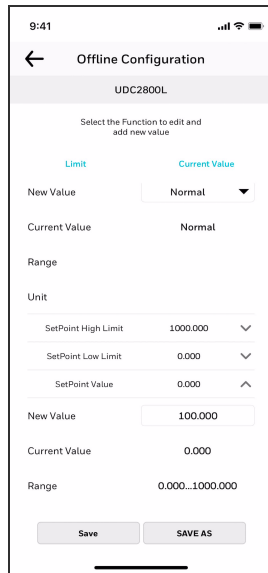 9:41
Offline Configuration
UDC2800L
Select the Function to edit and
add new value
Limit Current Value
New Value Normal
Current Value Normal
Range
Unit
SetPoint High Limit 1000.000
SetPoint Low Limit 0.000
SetPoint Value 0.000
New Value 100.000
Current Value 0.000
Range 0.000...1000.000
Save SAVE AS